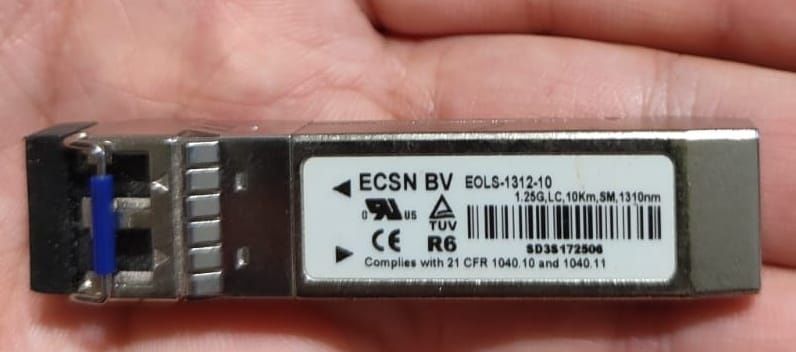 ECSN BV EOLS-1312-10
1.25G,LC,10Km,SM,1310nm
c UL us TUV
CE R6 SD3S172506
Complies with 21 CFR 1040.10 and 1040.11